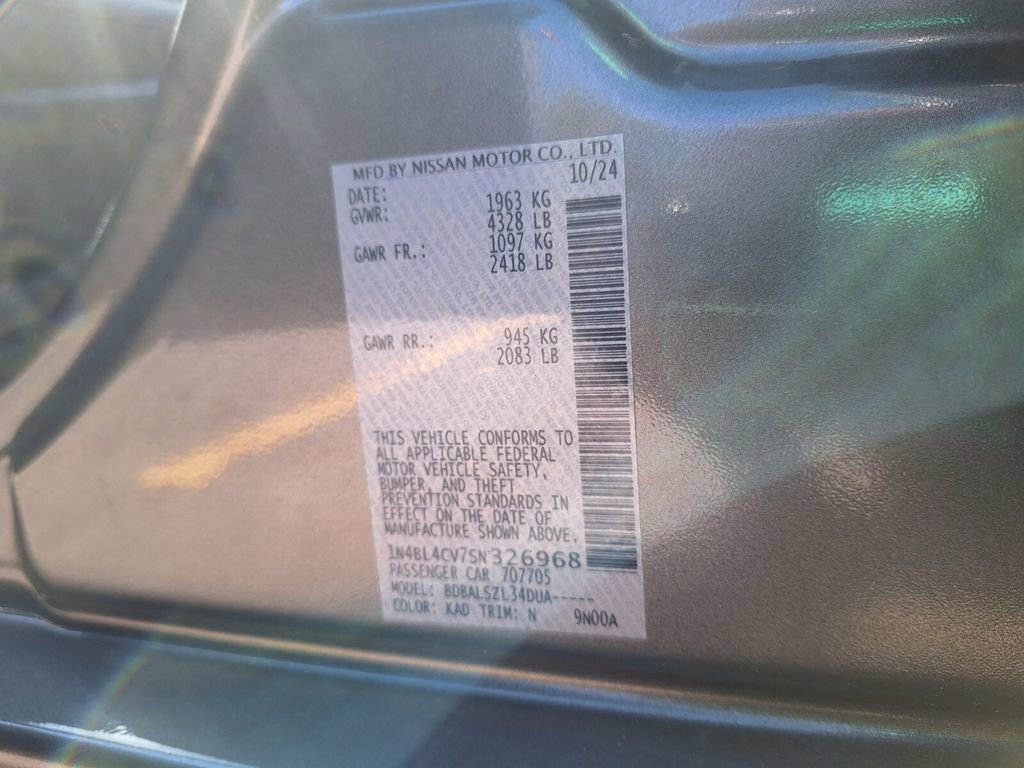 MFD BY NISSAN MOTOR CO., LTD.
DATE: 10/24
GVWR: 1963 KG
4328 LB
GAWR FR.: 1097 KG
2418 LB
GAWR RR.: 945 KG
2083 LB
THIS VEHICLE CONFORMS TO
ALL APPLICABLE FEDERAL
MOTOR VEHICLE SAFETY,
BUMPER, AND THEFT
PREVENTION STANDARDS IN
EFFECT ON THE DATE OF
MANUFACTURE SHOWN ABOVE.
1N4BL4CV7SN326968
PASSENGER CAR 707705
MODEL: BDBALSZL34DUA-----
COLOR: KAD TRIM: N 9N00A